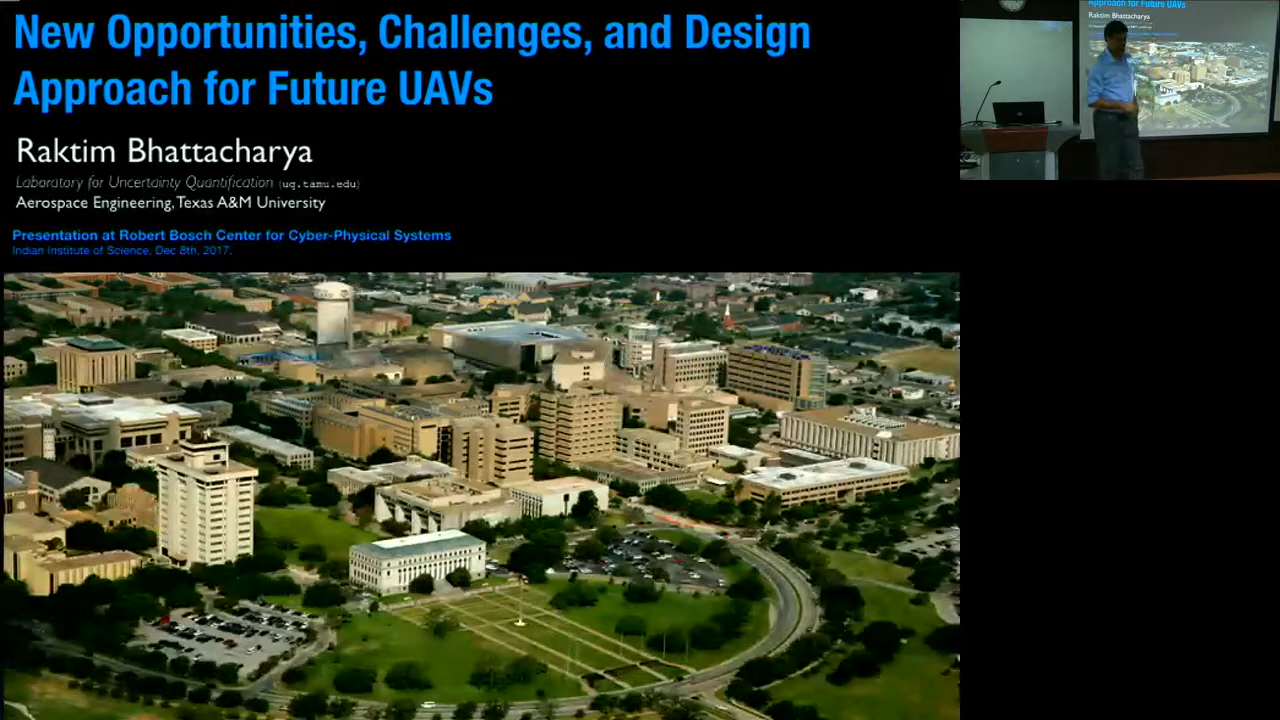 New Opportunities, Challenges, and Design
Approach for Future UAVs
Raktim Bhattacharya
Laboratory for Uncertainty Quantification (uq.tamu.edu)
Aerospace Engineering, Texas A&M University
Presentation at Robert Bosch Center for Cyber-Physical Systems
Indian Institute of Science, Dec 8th, 2017.
Approach for Future UAVs
Raktim Bhattacharya